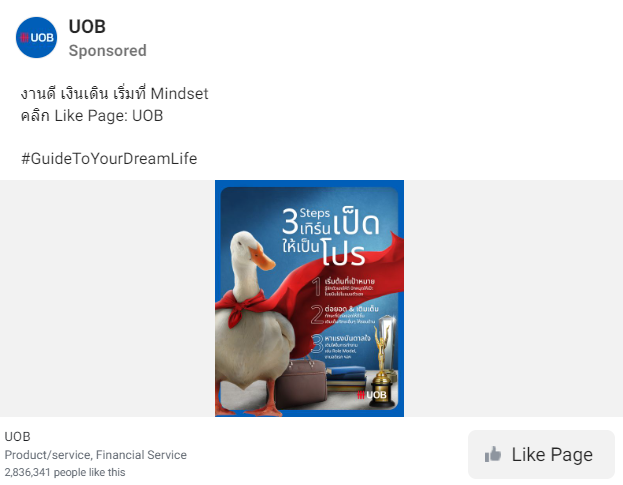 UOB
UOB
Sponsored
งานดี เงินเดิน เริ่มที่ Mindset
คลิก Like Page: UOB
#GuideToYourDreamLife
3 Steps
เทิร์นเป็ด
ให้เป็นโปร
1 เริ่มต้นที่เป้าหมาย
2 ต่อยอด & เติมเต็ม
3 หาแรงบันดาลใจ
เช่น Role Model,
UOB
UOB
Product/service, Financial Service
2,836,341 people like this
Like Page